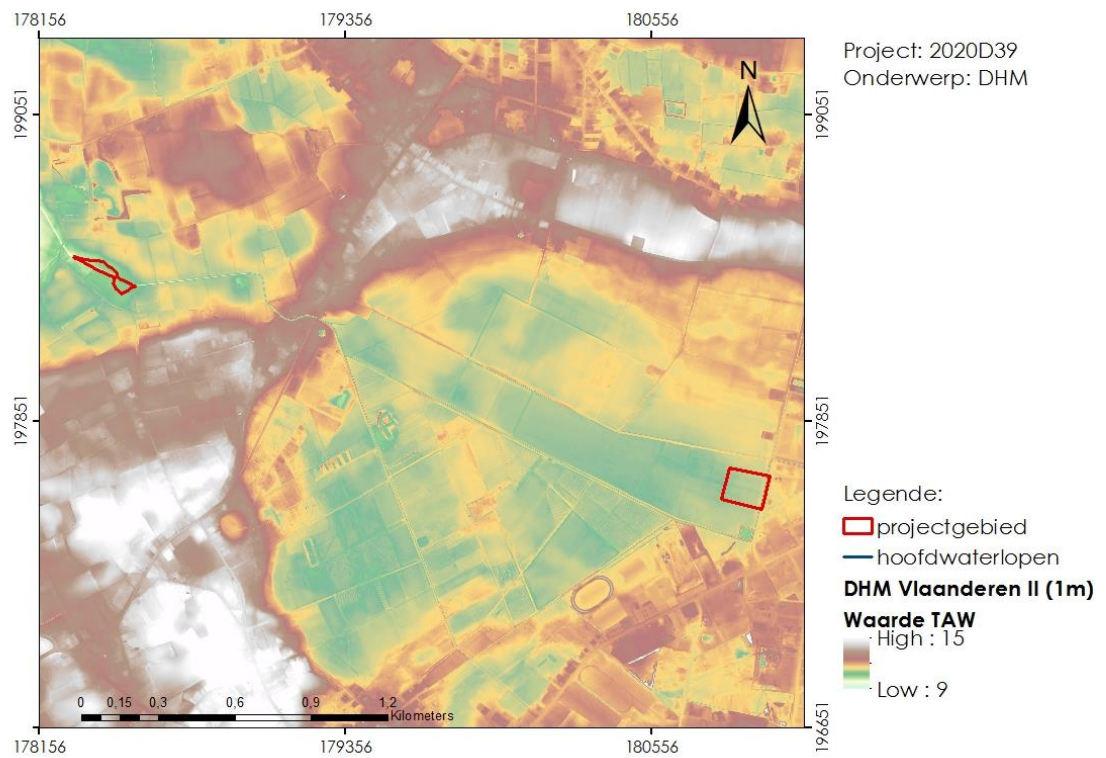 178156 179356 180556
Project: 2020D39
Onderwerp: DHM
N
199051 199051
197851 197851
Legende:
projectgebied
hoofdwaterlopen
DHM Vlaanderen II (1m)
Waarde TAW
High : 15
Low : 9
0 0,15 0,3 0,6 0,9 1,2
Kilometers
196651
178156 179356 180556